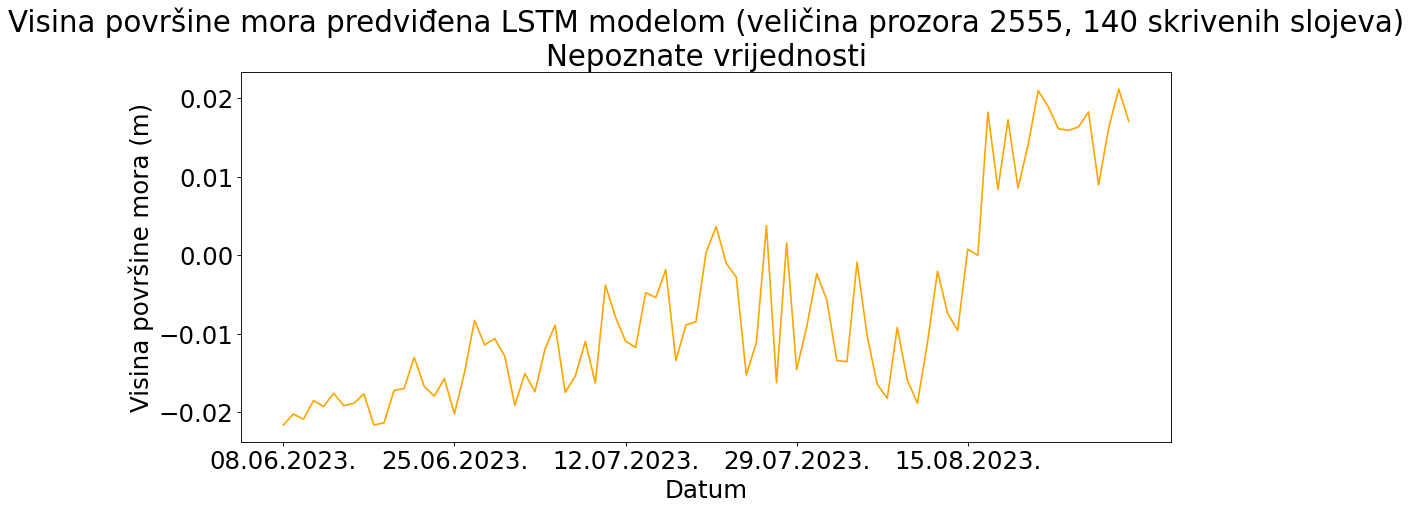 Visina površine mora predviđena LSTM modelom (veličina prozora 2555, 140 skrivenih slojeva)
Nepoznate vrijednosti
Visina površine mora (m)
0.02
0.01
0.00
−0.01
−0.02
08.06.2023. 25.06.2023. 12.07.2023. 29.07.2023. 15.08.2023.
Datum